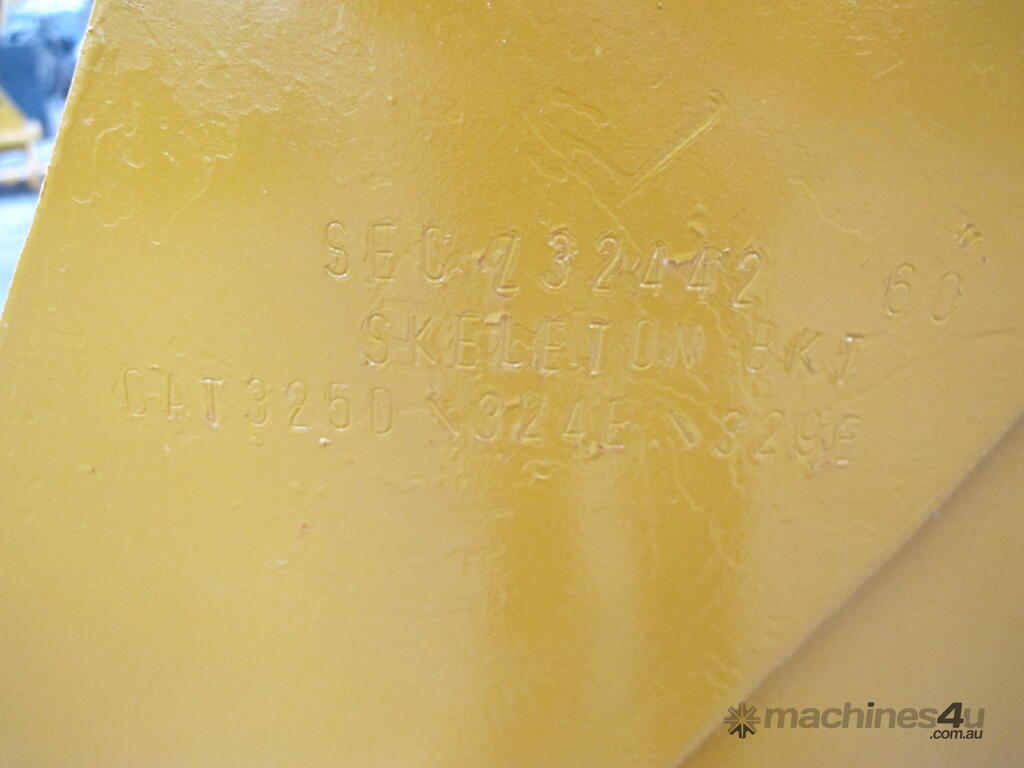 SEC Z32442 60"
SKELETON BKT
CAT325D \ 324E \ 329E
machines4u
.com.au